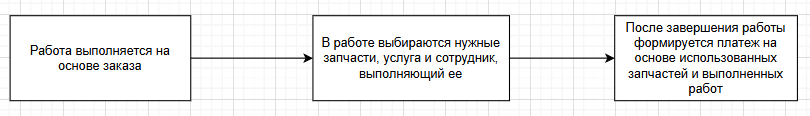 Работа выполняется на
основе заказа
В работе выбираются нужные
запчасти, услуга и сотрудник,
выполняющий ее
После завершения работы
формируется платеж на
основе использованных
запчастей и выполненных
работ